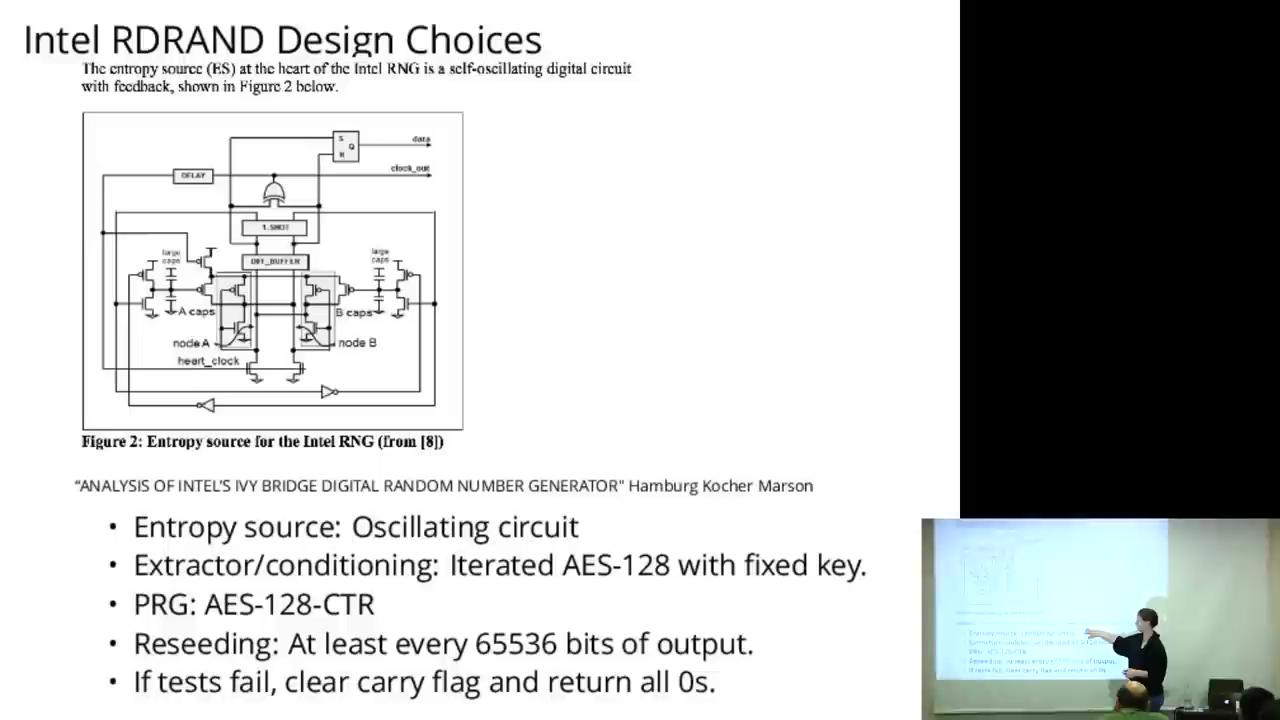 Intel RDRAND Design Choices
The entropy source (ES) at the heart of the Intel RNG is a self-oscillating digital circuit
with feedback, shown in Figure 2 below.
S
Q
R
data
clock_out
DELAY
1-SHOT
large
caps
large
caps
A caps
B caps
node A
node B
heart_clock
Figure 2: Entropy source for the Intel RNG (from [8])
“ANALYSIS OF INTEL’S IVY BRIDGE DIGITAL RANDOM NUMBER GENERATOR" Hamburg Kocher Marson
• Entropy source: Oscillating circuit
• Extractor/conditioning: Iterated AES-128 with fixed key.
• PRG: AES-128-CTR
• Reseeding: At least every 65536 bits of output.
• If tests fail, clear carry flag and return all 0s.